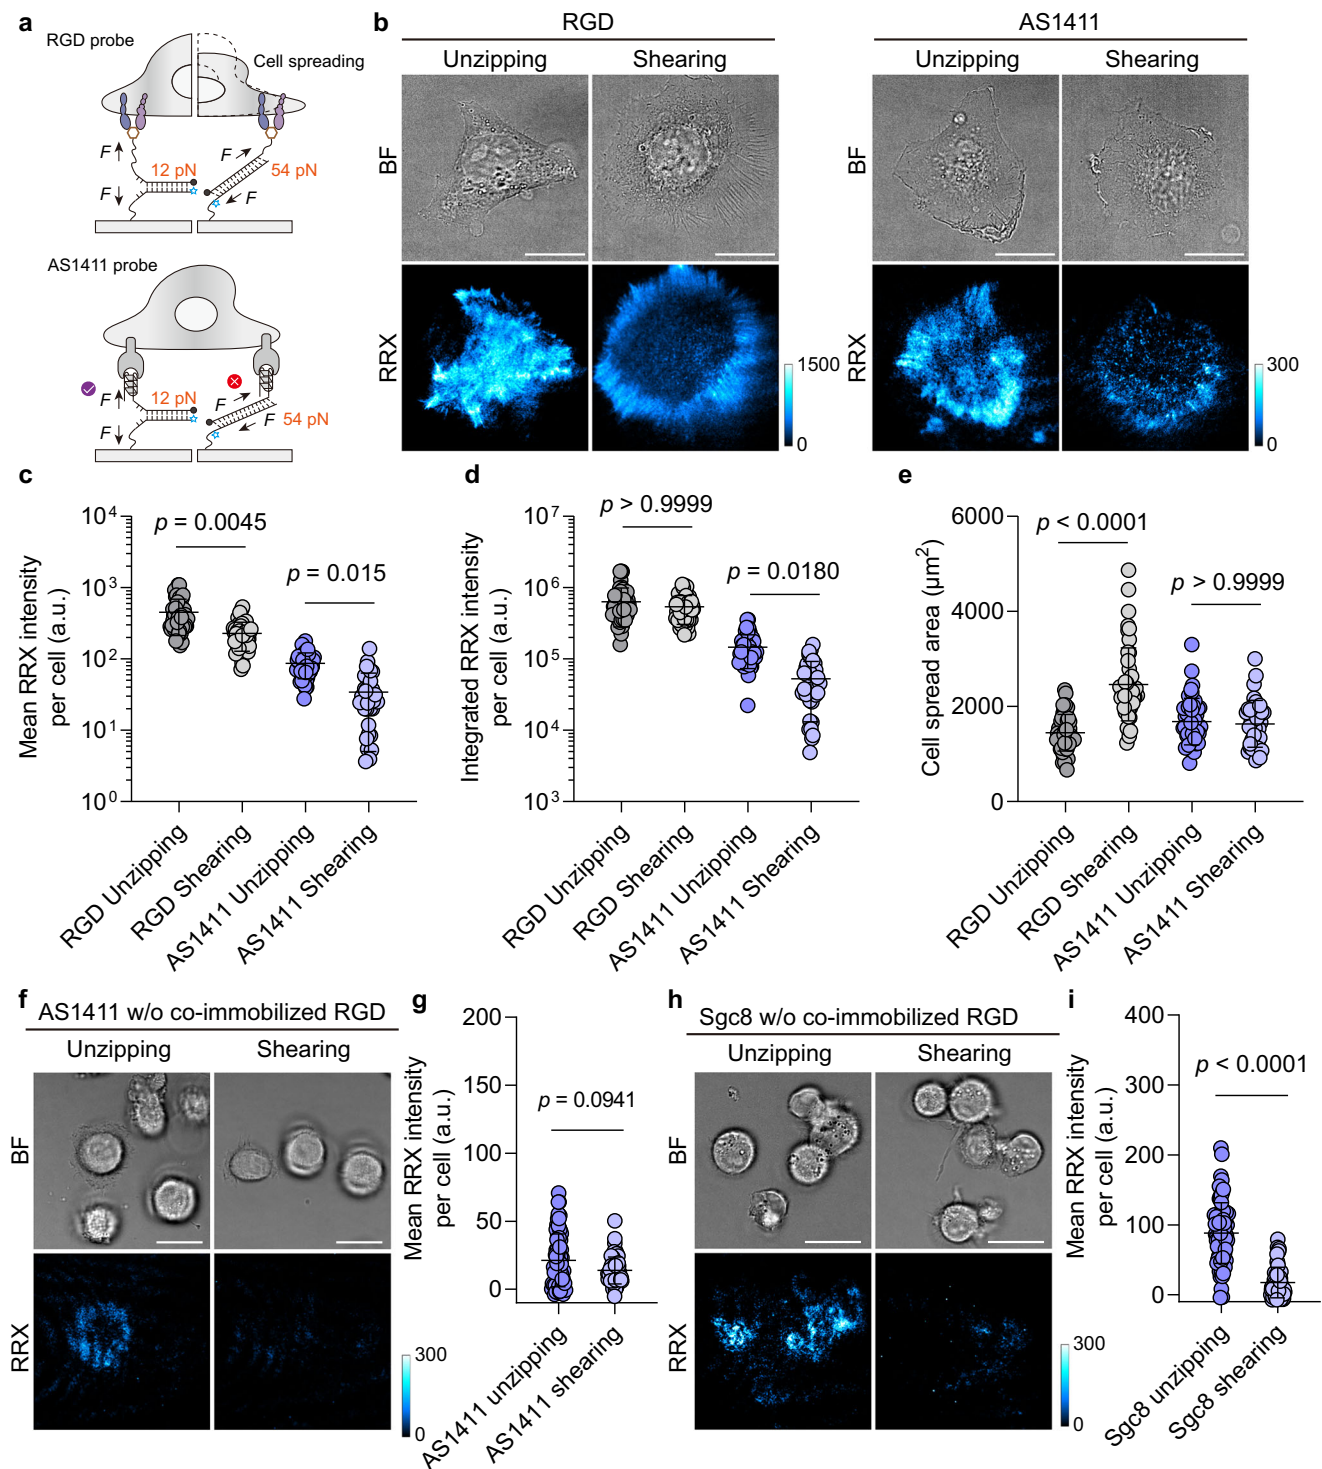 a
RGD probe
Cell spreading
F
F
12 pN
54 pN
F
F
AS1411 probe
F
F
12 pN
54 pN
F
F
b
RGD
AS1411
Unzipping
Shearing
Unzipping
Shearing
BF
RRX
1500
0
300
0
c
Mean RRX intensity
per cell (a.u.)
10⁴
10³
10²
10¹
10⁰
p = 0.0045
p = 0.015
RGD Unzipping
RGD Shearing
AS1411 Unzipping
AS1411 Shearing
d
Integrated RRX intensity
per cell (a.u.)
10⁷
10⁶
10⁵
10⁴
10³
p > 0.9999
p = 0.0180
RGD Unzipping
RGD Shearing
AS1411 Unzipping
AS1411 Shearing
e
Cell spread area (µm²)
6000
4000
2000
0
p < 0.0001
p > 0.9999
RGD Unzipping
RGD Shearing
AS1411 Unzipping
AS1411 Shearing
f
AS1411 w/o co-immobilized RGD
Unzipping
Shearing
BF
RRX
300
0
g
Mean RRX intensity
per cell (a.u.)
200
150
100
50
0
p = 0.0941
AS1411 unzipping
AS1411 shearing
h
Sgc8 w/o co-immobilized RGD
Unzipping
Shearing
BF
RRX
300
0
i
Mean RRX intensity
per cell (a.u.)
400
300
200
100
0
p < 0.0001
Sgc8 unzipping
Sgc8 shearing